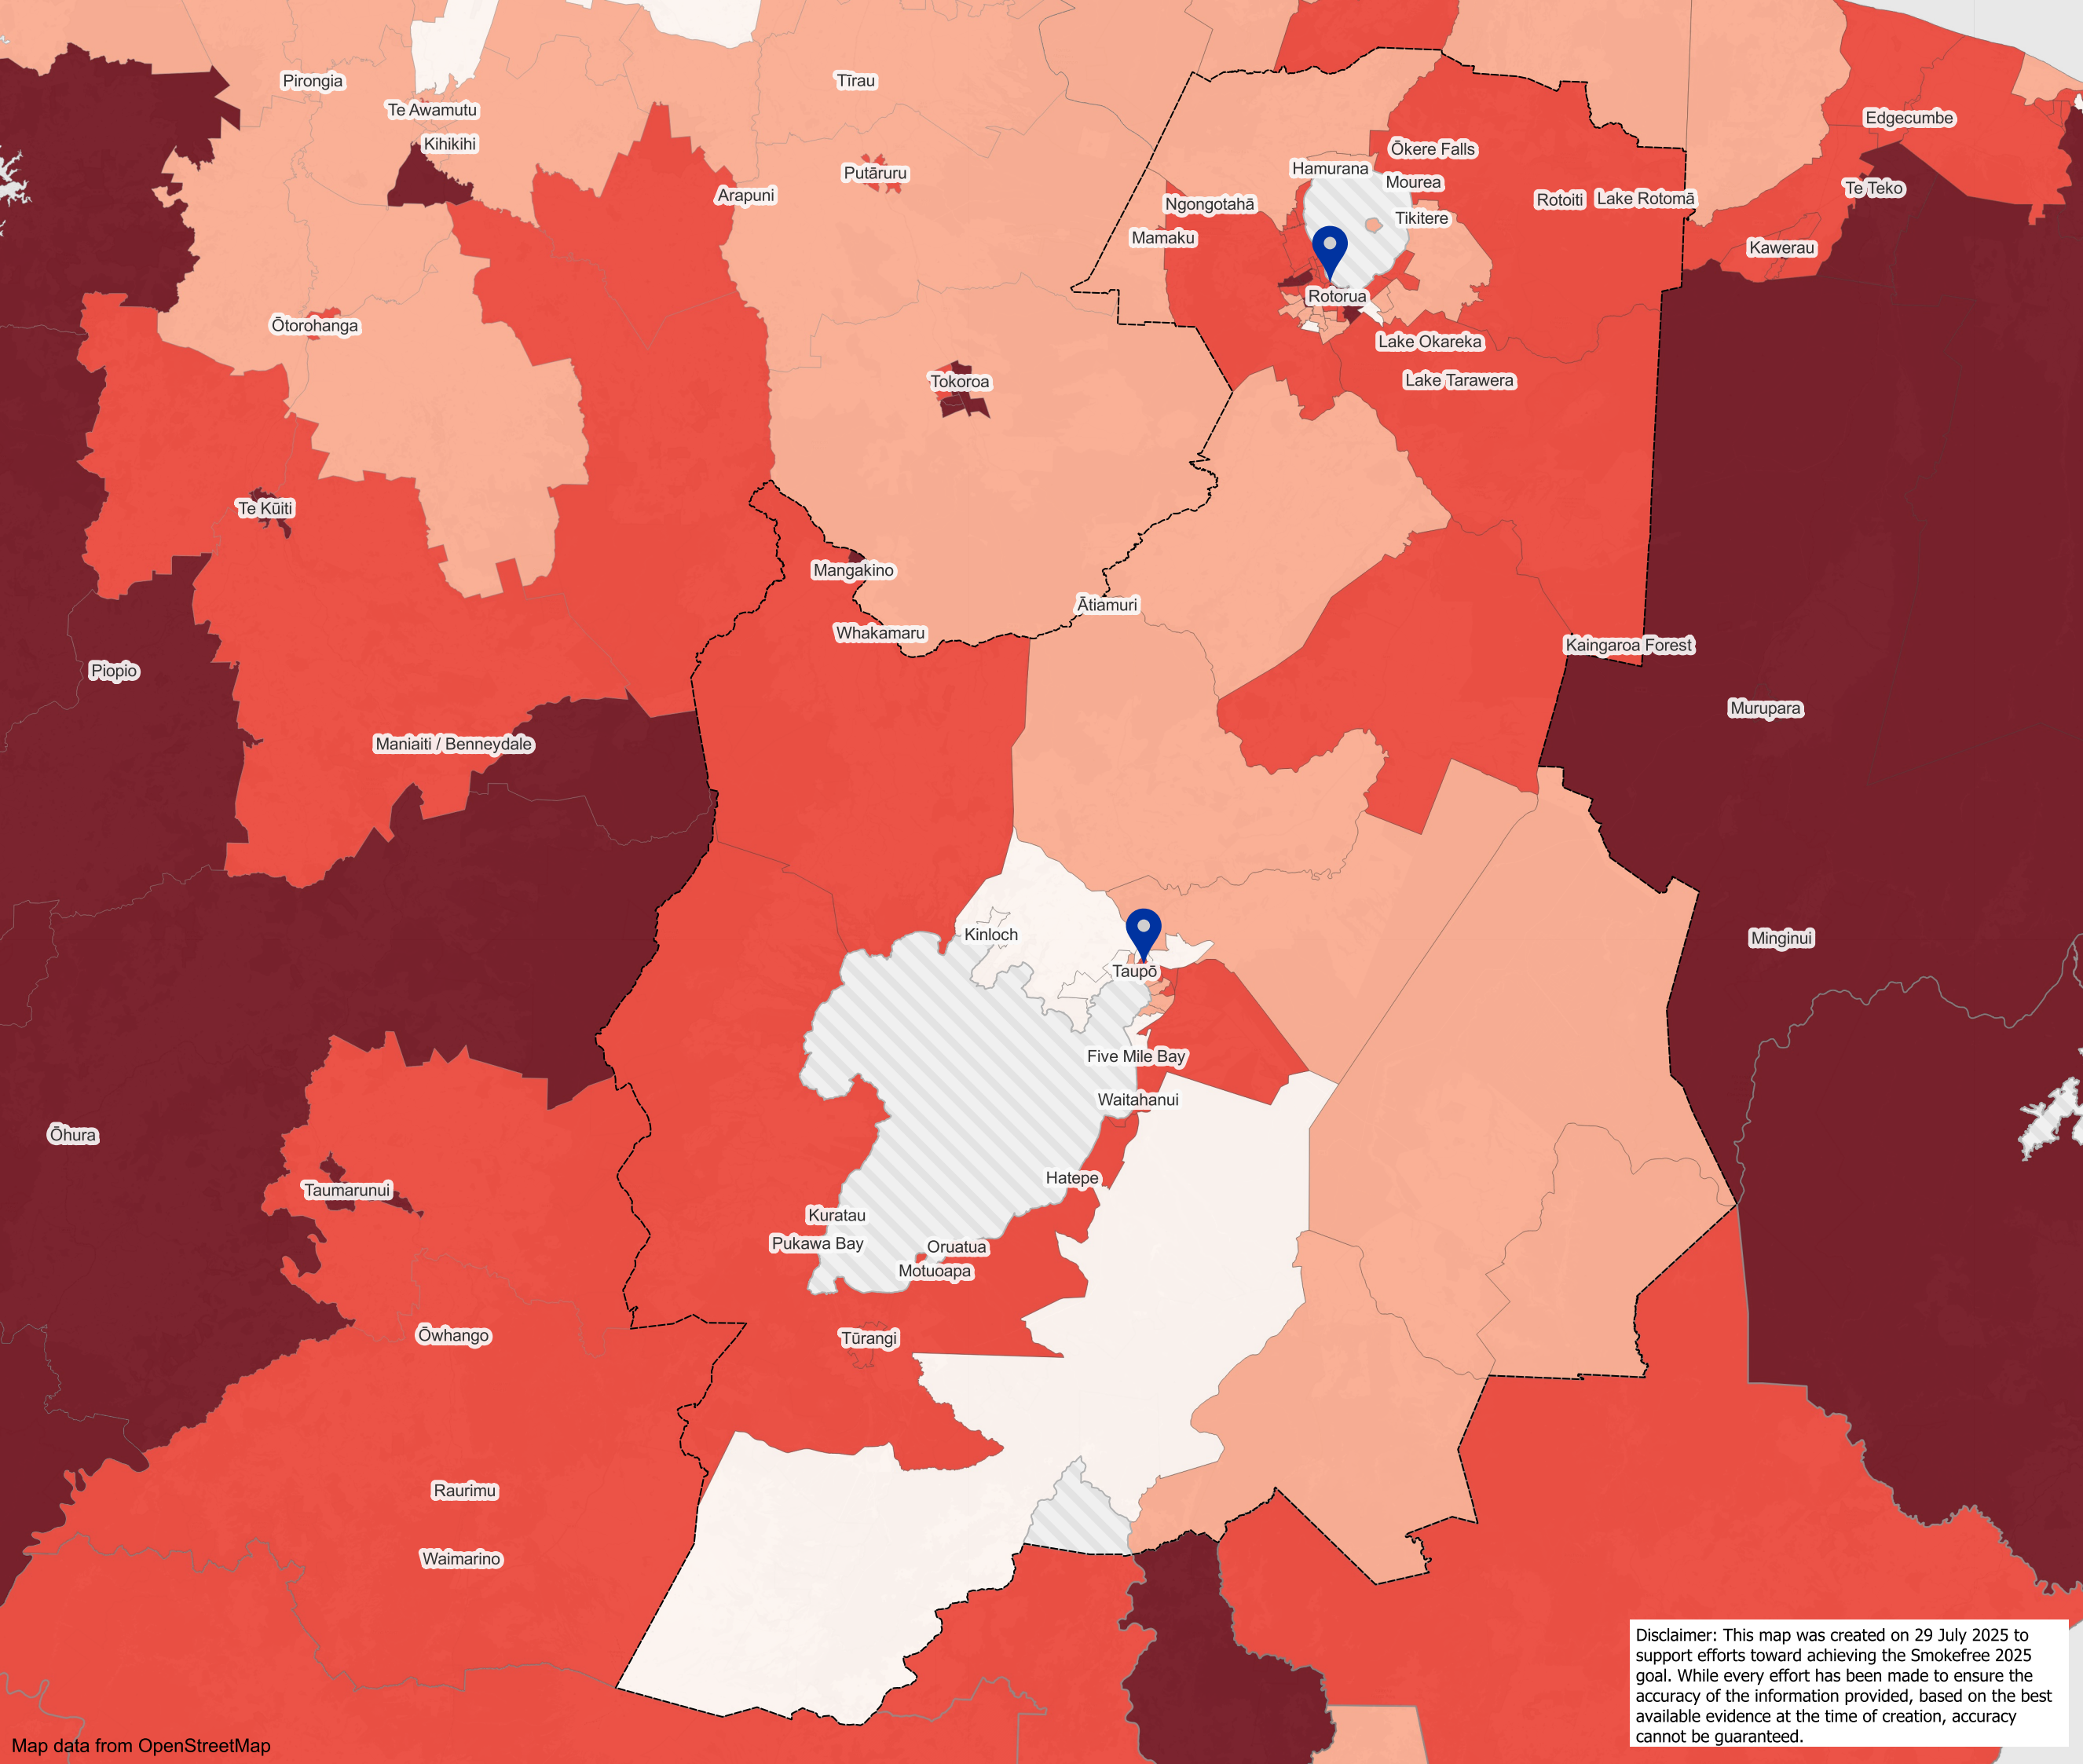 Pirongia
Te Awamutu
Kihikihi
Tīrau
Putāruru
Arapuni
Ōkere Falls
Hamurana
Mourea
Ngongotahā
Tikitere
Mamaku
Rotoiti
Lake Rotomā
Edgecumbe
Te Teko
Kawerau
Rotorua
Ōtorohanga
Lake Okareka
Lake Tarawera
Tokoroa
Te Kūiti
Mangakino
Ātiamuri
Whakamaru
Kaingaroa Forest
Piopio
Murupara
Maniaiti / Benneydale
Kinloch
Minginui
Taupō
Five Mile Bay
Waitahanui
Ōhura
Hatepe
Taumarunui
Kuratau
Pukawa Bay
Oruatua
Motuoapa
Ōwhango
Tūrangi
Raurimu
Waimarino
Disclaimer: This map was created on 29 July 2025 to
support efforts toward achieving the Smokefree 2025
goal. While every effort has been made to ensure the
accuracy of the information provided, based on the best
available evidence at the time of creation, accuracy
cannot be guaranteed.
Map data from OpenStreetMap